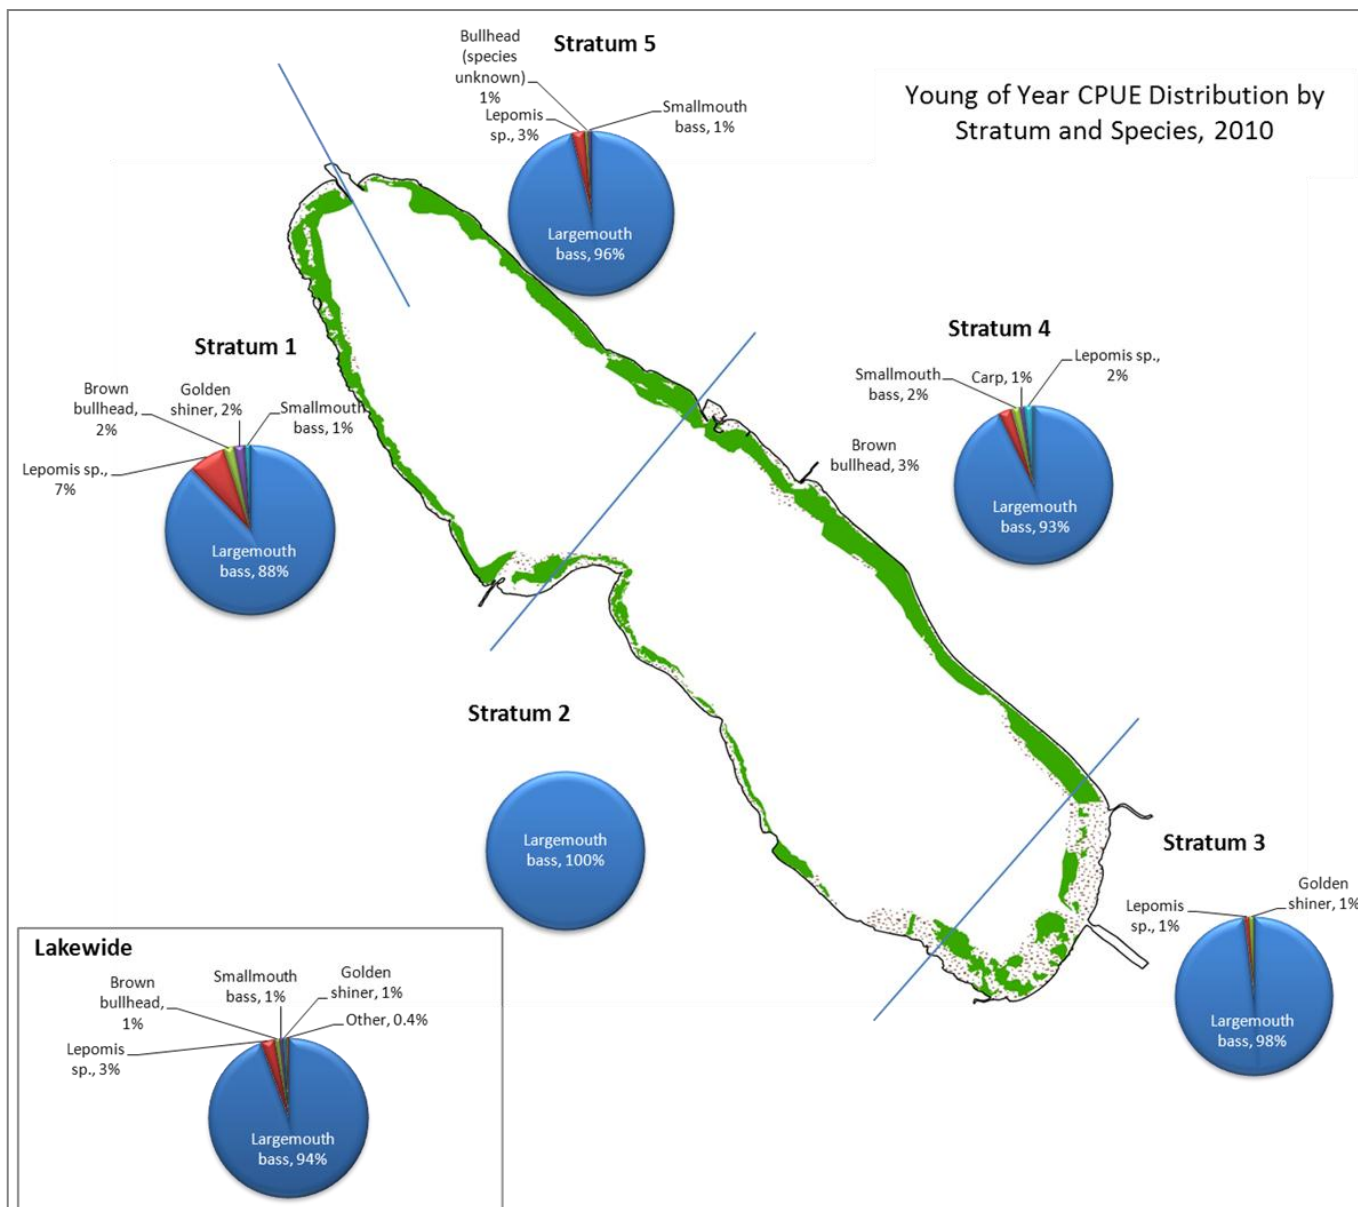 Young of Year CPUE Distribution by
Stratum and Species, 2010
Stratum 5
Bullhead
(species
unknown)
1%
Lepomis
sp., 3%
Smallmouth
bass, 1%
Largemouth
bass, 96%
Stratum 1
Brown
bullhead,
2%
Golden
shiner, 2%
Smallmouth
bass, 1%
Lepomis sp.,
7%
Largemouth
bass, 88%
Stratum 4
Smallmouth
bass, 2%
Carp, 1%
Lepomis sp.,
2%
Brown
bullhead, 3%
Largemouth
bass, 93%
Stratum 2
Largemouth
bass, 100%
Stratum 3
Lepomis
sp., 1%
Golden
shiner, 1%
Largemouth
bass, 98%
Lakewide
Brown
bullhead,
1%
Smallmouth
bass, 1%
Golden
shiner, 1%
Other, 0.4%
Lepomis
sp., 3%
Largemouth
bass, 94%